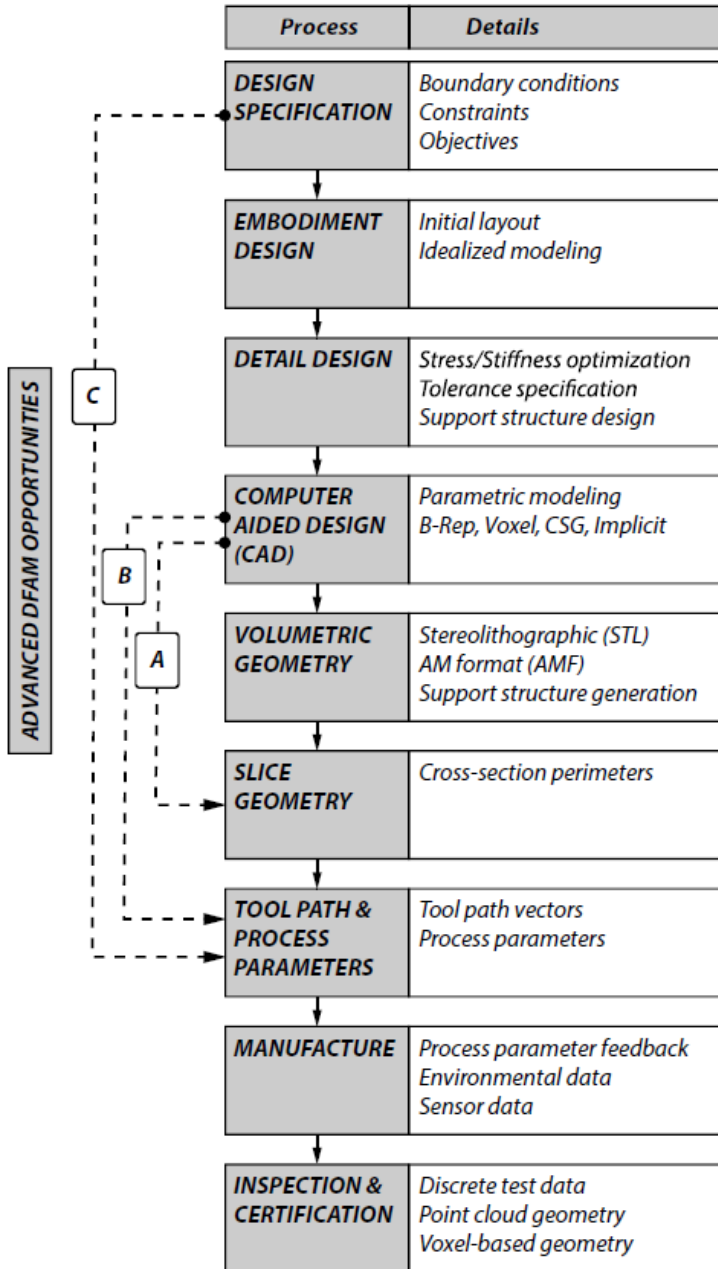 Process Details
DESIGN
SPECIFICATION
Boundary conditions
Constraints
Objectives
EMBODIMENT
DESIGN
Initial layout
Idealized modeling
DETAIL DESIGN
Stress/Stiffness optimization
Tolerance specification
Support structure design
COMPUTER
AIDED DESIGN
(CAD)
Parametric modeling
B-Rep, Voxel, CSG, Implicit
VOLUMETRIC
GEOMETRY
Stereolithographic (STL)
AM format (AMF)
Support structure generation
SLICE
GEOMETRY
Cross-section perimeters
TOOL PATH &
PROCESS
PARAMETERS
Tool path vectors
Process parameters
MANUFACTURE
Process parameter feedback
Environmental data
Sensor data
INSPECTION &
CERTIFICATION
Discrete test data
Point cloud geometry
Voxel-based geometry
ADVANCED DFAM OPPORTUNITIES
C
B
A